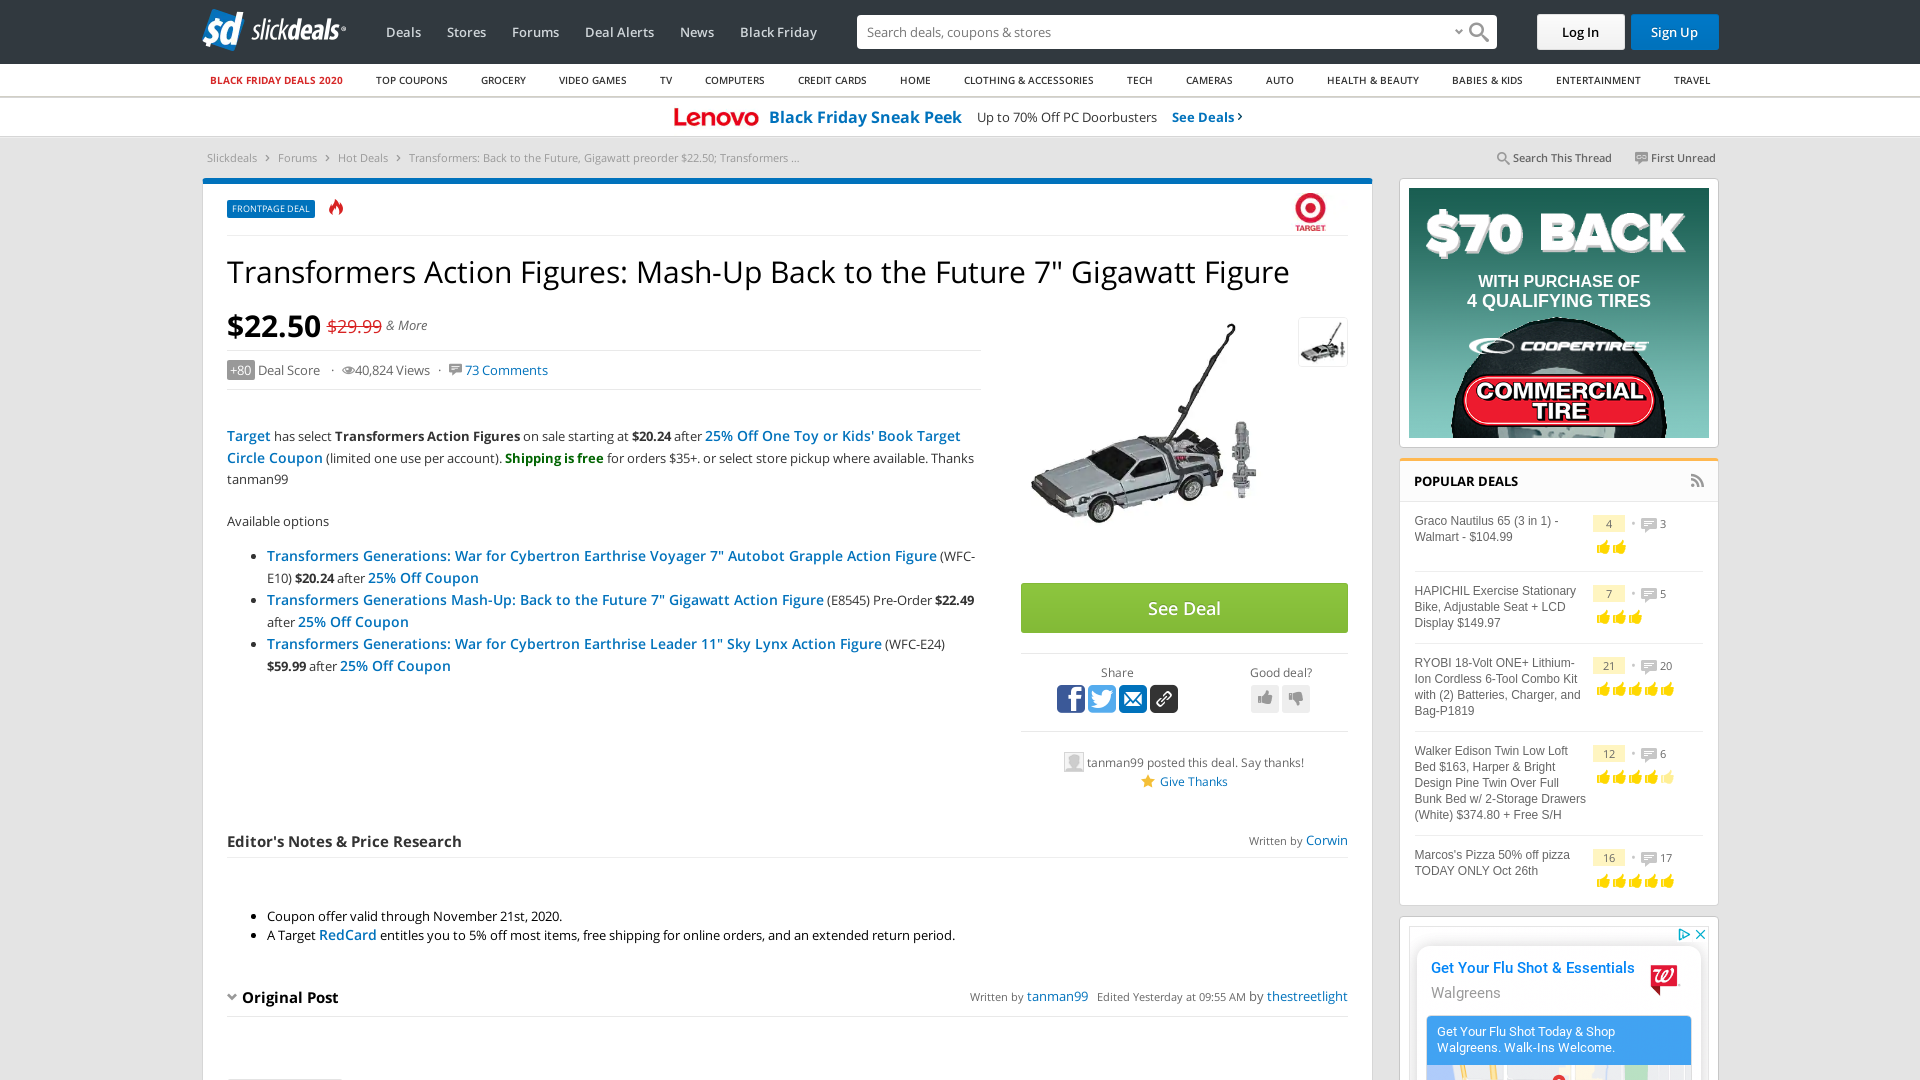 sd slickdeals
Deals
Stores
Forums
Deal Alerts
News
Black Friday
Search deals, coupons & stores
Log In
Sign Up
BLACK FRIDAY DEALS 2020
TOP COUPONS
GROCERY
VIDEO GAMES
TV
COMPUTERS
CREDIT CARDS
HOME
CLOTHING & ACCESSORIES
TECH
CAMERAS
AUTO
HEALTH & BEAUTY
BABIES & KIDS
ENTERTAINMENT
TRAVEL
Lenovo Black Friday Sneak Peek Up to 70% Off PC Doorbusters See Deals ›
Slickdeals › Forums › Hot Deals › Transformers: Back to the Future, Gigawatt preorder $22.50; Transformers ...
Search This Thread
First Unread
FRONTPAGE DEAL
TARGET
Transformers Action Figures: Mash-Up Back to the Future 7" Gigawatt Figure
$22.50 $29.99 & More
+80 Deal Score · 40,824 Views · 73 Comments
Target has select Transformers Action Figures on sale starting at $20.24 after 25% Off One Toy or Kids' Book Target
Circle Coupon (limited one use per account). Shipping is free for orders $35+. or select store pickup where available. Thanks
tanman99
Available options
• Transformers Generations: War for Cybertron Earthrise Voyager 7" Autobot Grapple Action Figure (WFC-
E10) $20.24 after 25% Off Coupon
• Transformers Generations Mash-Up: Back to the Future 7" Gigawatt Action Figure (E8545) Pre-Order $22.49
after 25% Off Coupon
• Transformers Generations: War for Cybertron Earthrise Leader 11" Sky Lynx Action Figure (WFC-E24)
$59.99 after 25% Off Coupon
See Deal
Share
Good deal?
tanman99 posted this deal. Say thanks!
Give Thanks
Editor's Notes & Price Research
Written by Corwin
• Coupon offer valid through November 21st, 2020.
• A Target RedCard entitles you to 5% off most items, free shipping for online orders, and an extended return period.
Original Post
Written by tanman99 Edited Yesterday at 09:55 AM by thestreetlight
$70 BACK
WITH PURCHASE OF
4 QUALIFYING TIRES
COOPERTIRES
COMMERCIAL
TIRE
POPULAR DEALS
Graco Nautilus 65 (3 in 1) -
Walmart - $104.99
4 • 3
HAPICHIL Exercise Stationary
Bike, Adjustable Seat + LCD
Display $149.97
7 • 5
RYOBI 18-Volt ONE+ Lithium-
Ion Cordless 6-Tool Combo Kit
with (2) Batteries, Charger, and
Bag-P1819
21 • 20
Walker Edison Twin Low Loft
Bed $163, Harper & Bright
Design Pine Twin Over Full
Bunk Bed w/ 2-Storage Drawers
(White) $374.80 + Free S/H
12 • 6
Marcos's Pizza 50% off pizza
TODAY ONLY Oct 26th
16 • 17
Get Your Flu Shot & Essentials
Walgreens
Get Your Flu Shot Today & Shop
Walgreens. Walk-Ins Welcome.